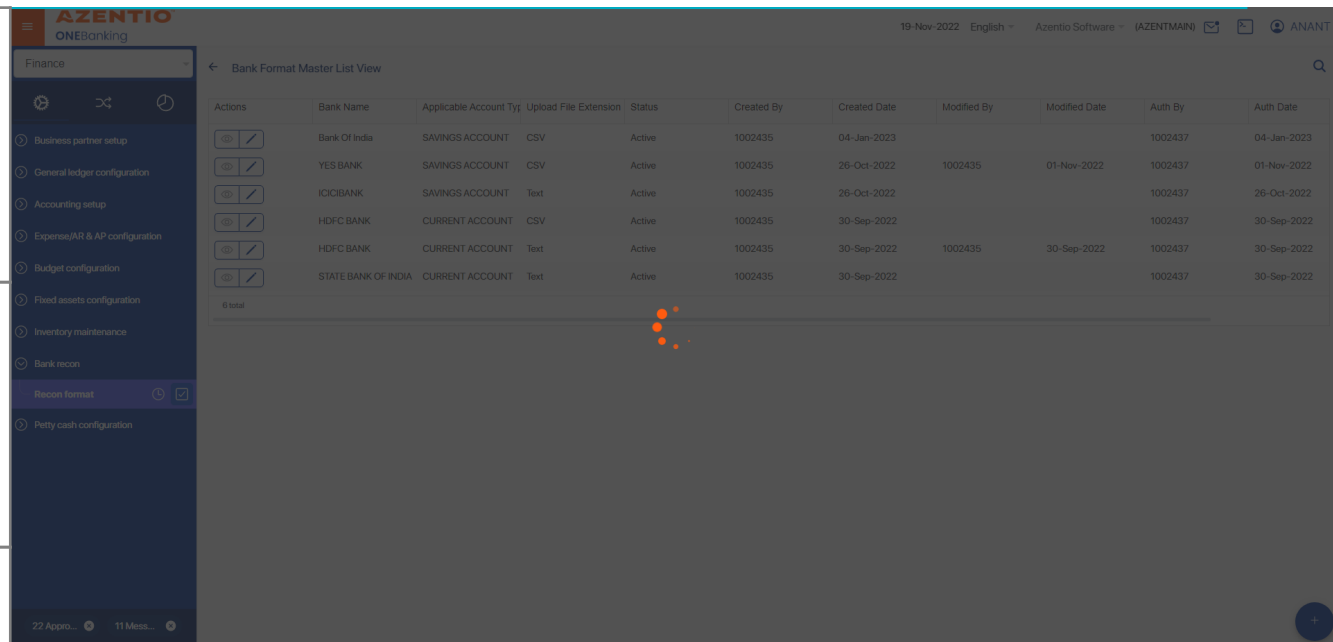 AZENTIO
ONEBanking
19-Nov-2022 English Azentio Software (AZENTMAIN) ANANT
Finance
Bank Format Master List View
Actions Bank Name Applicable Account Typ Upload File Extension Status Created By Created Date Modified By Modified Date Auth By Auth Date
Business partner setup
Bank Of India SAVINGS ACCOUNT CSV Active 1002435 04-Jan-2023 1002437 04-Jan-2023
YES BANK SAVINGS ACCOUNT CSV Active 1002435 26-Oct-2022 1002435 01-Nov-2022 1002437 01-Nov-2022
General ledger configuration
ICICIBANK SAVINGS ACCOUNT Text Active 1002435 26-Oct-2022 1002437 26-Oct-2022
Accounting setup
HDFC BANK CURRENT ACCOUNT CSV Active 1002435 30-Sep-2022 1002437 30-Sep-2022
Expense/AR & AP configuration
HDFC BANK CURRENT ACCOUNT Text Active 1002435 30-Sep-2022 1002435 30-Sep-2022 1002437 30-Sep-2022
Budget configuration
STATE BANK OF INDIA CURRENT ACCOUNT Text Active 1002435 30-Sep-2022 1002437 30-Sep-2022
Fixed assets configuration
6 total
Inventory maintenance
Bank recon
Recon format
Petty cash configuration
22 Appro... 11 Mess...